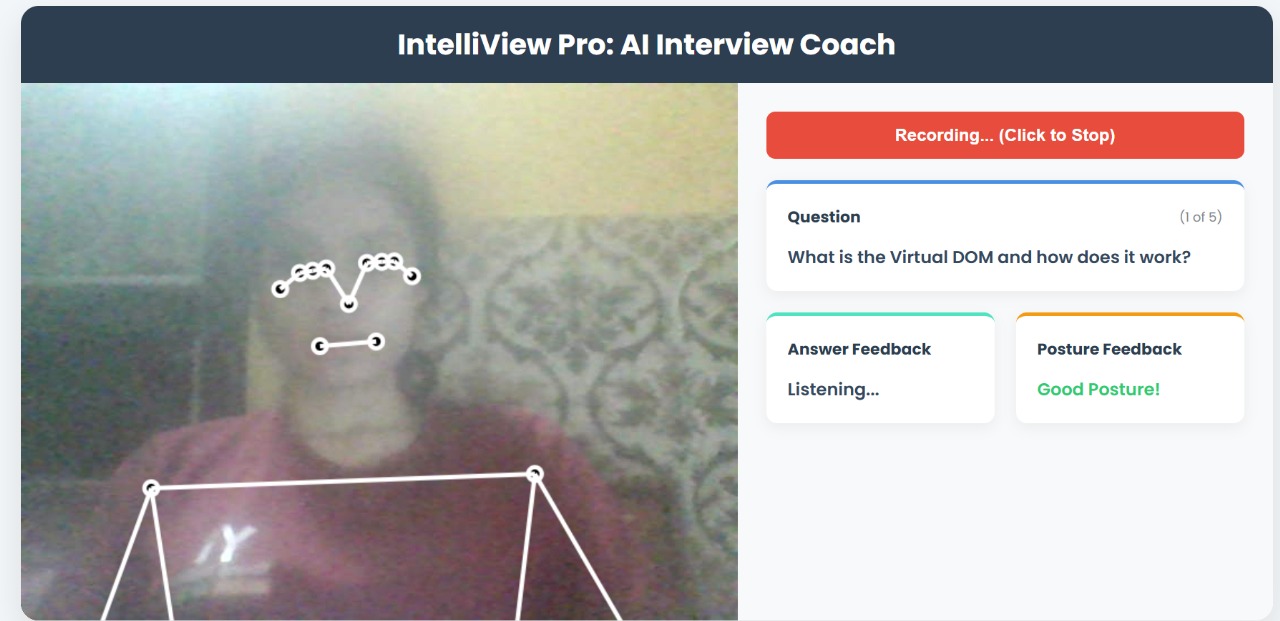 IntelliView Pro: AI Interview Coach
Recording... (Click to Stop)
Question (1 of 5)
What is the Virtual DOM and how does it work?
Answer Feedback
Listening...
Posture Feedback
Good Posture!